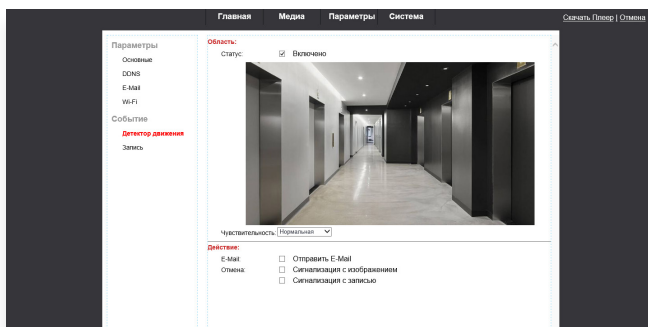 Главная Медиа Параметры Система Скачать Плеер | Отмена
Параметры
Основные
DDNS
E-Mail
Wi-Fi
Событие
Детектор движения
Запись
Область:
Статус: Включено
Чувствительность: Нормальная
Действие:
E-Mail: Отправить E-Mail
Отмена: Сигнализация с изображением
Сигнализация с записью